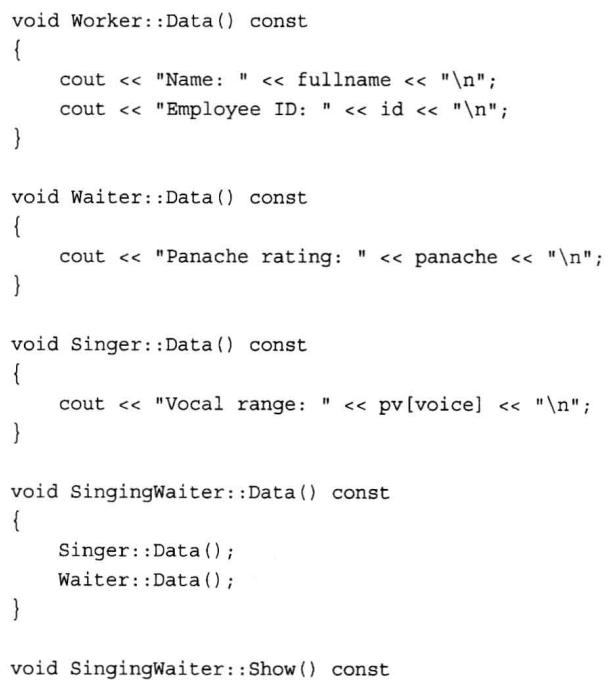 void Worker::Data() const
{
    cout << "Name: " << fullname << "\n";
    cout << "Employee ID: " << id << "\n";
}

void Waiter::Data() const
{
    cout << "Panache rating: " << panache << "\n";
}

void Singer::Data() const
{
    cout << "Vocal range: " << pv[voice] << "\n";
}

void SingingWaiter::Data() const
{
    Singer::Data();
    Waiter::Data();
}

void SingingWaiter::Show() const